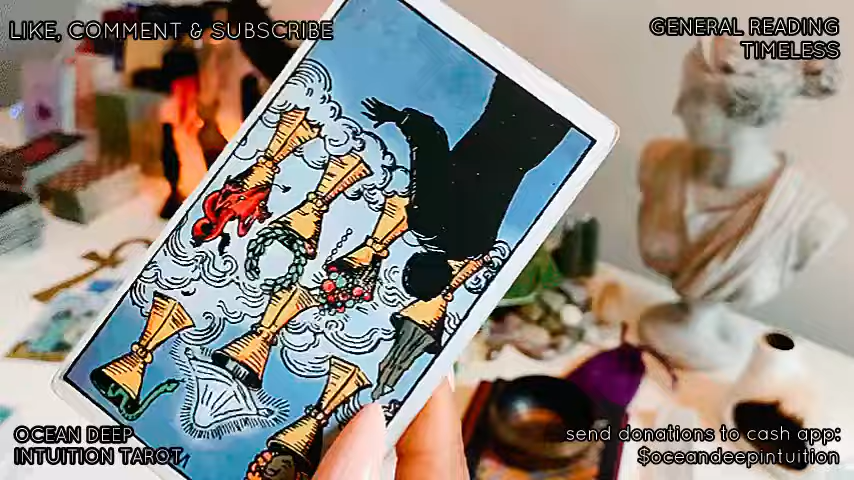 LIKE, COMMENT & SUBSCRIBE
GENERAL READING
TIMELESS
OCEAN DEEP
INTUITION TAROT
send donations to cash app:
$oceandeepintuition